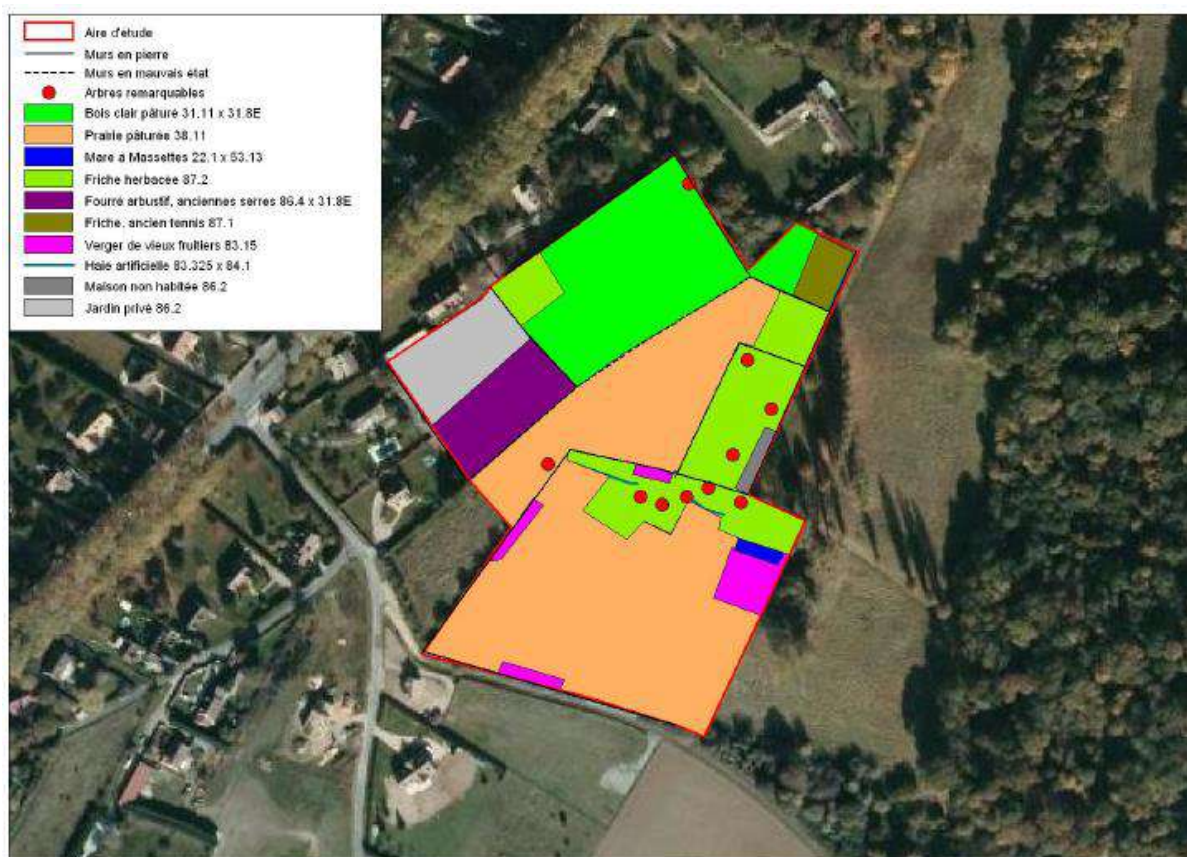 Aire d'étude
Murs en pierre
Murs en mauvais état
Arbres remarquables
Bois clair pâturé 31.11 x 31.8E
Prairie pâturée 38.11
Mare à Massettes 22.1 x 53.13
Friche herbacée 87.2
Fourré arbustif, anciennes serres 86.4 x 31.8E
Friche, ancien tennis 87.1
Verger de vieux fruitiers 83.15
Haie artificielle 83.325 x 84.1
Maison non habitée 86.2
Jardin privé 86.2